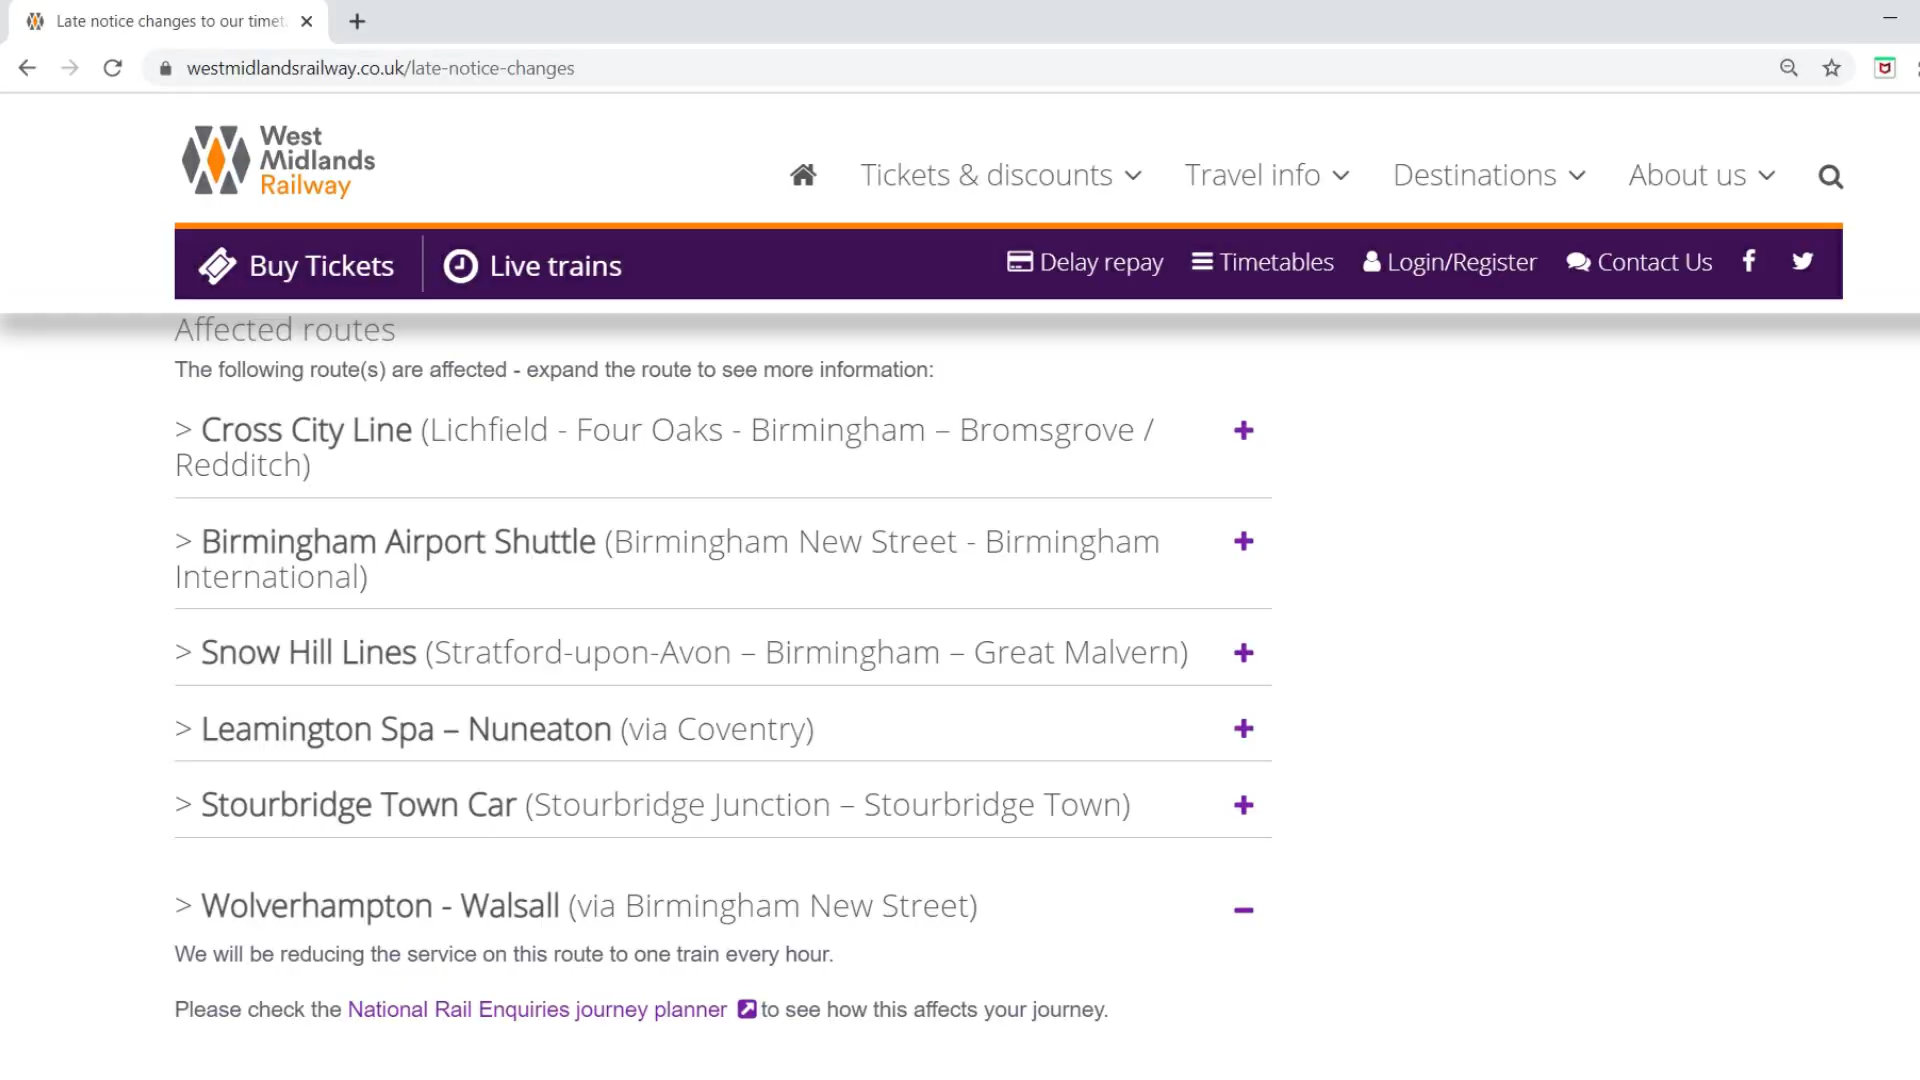 Late notice changes to our timet
westmidlandsrailway.co.uk/late-notice-changes
West
Midlands
Railway
Tickets & discounts
Travel info
Destinations
About us
Buy Tickets
Live trains
Delay repay
Timetables
Login/Register
Contact Us
Affected routes
The following route(s) are affected - expand the route to see more information:
> Cross City Line (Lichfield - Four Oaks - Birmingham – Bromsgrove /
Redditch)
> Birmingham Airport Shuttle (Birmingham New Street - Birmingham
International)
> Snow Hill Lines (Stratford-upon-Avon – Birmingham – Great Malvern)
> Leamington Spa – Nuneaton (via Coventry)
> Stourbridge Town Car (Stourbridge Junction – Stourbridge Town)
> Wolverhampton - Walsall (via Birmingham New Street)
We will be reducing the service on this route to one train every hour.
Please check the National Rail Enquiries journey planner to see how this affects your journey.